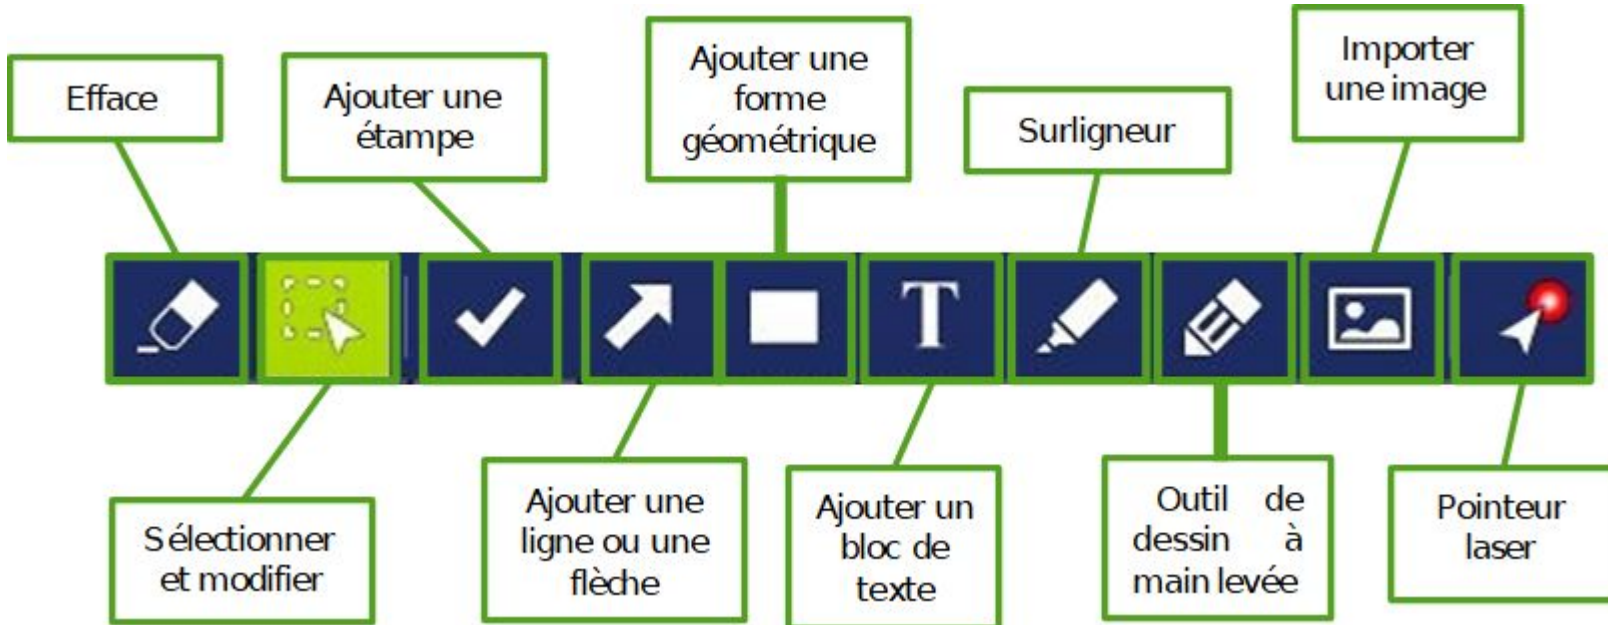 Efface
Ajouter une
étampe
Ajouter une
forme
géométrique
Surligneur
Importer
une image
T
Sélectionner
et modifier
Ajouter une
ligne ou une
flèche
Ajouter un
bloc de
texte
Outil de
dessin à
main levée
Pointeur
laser